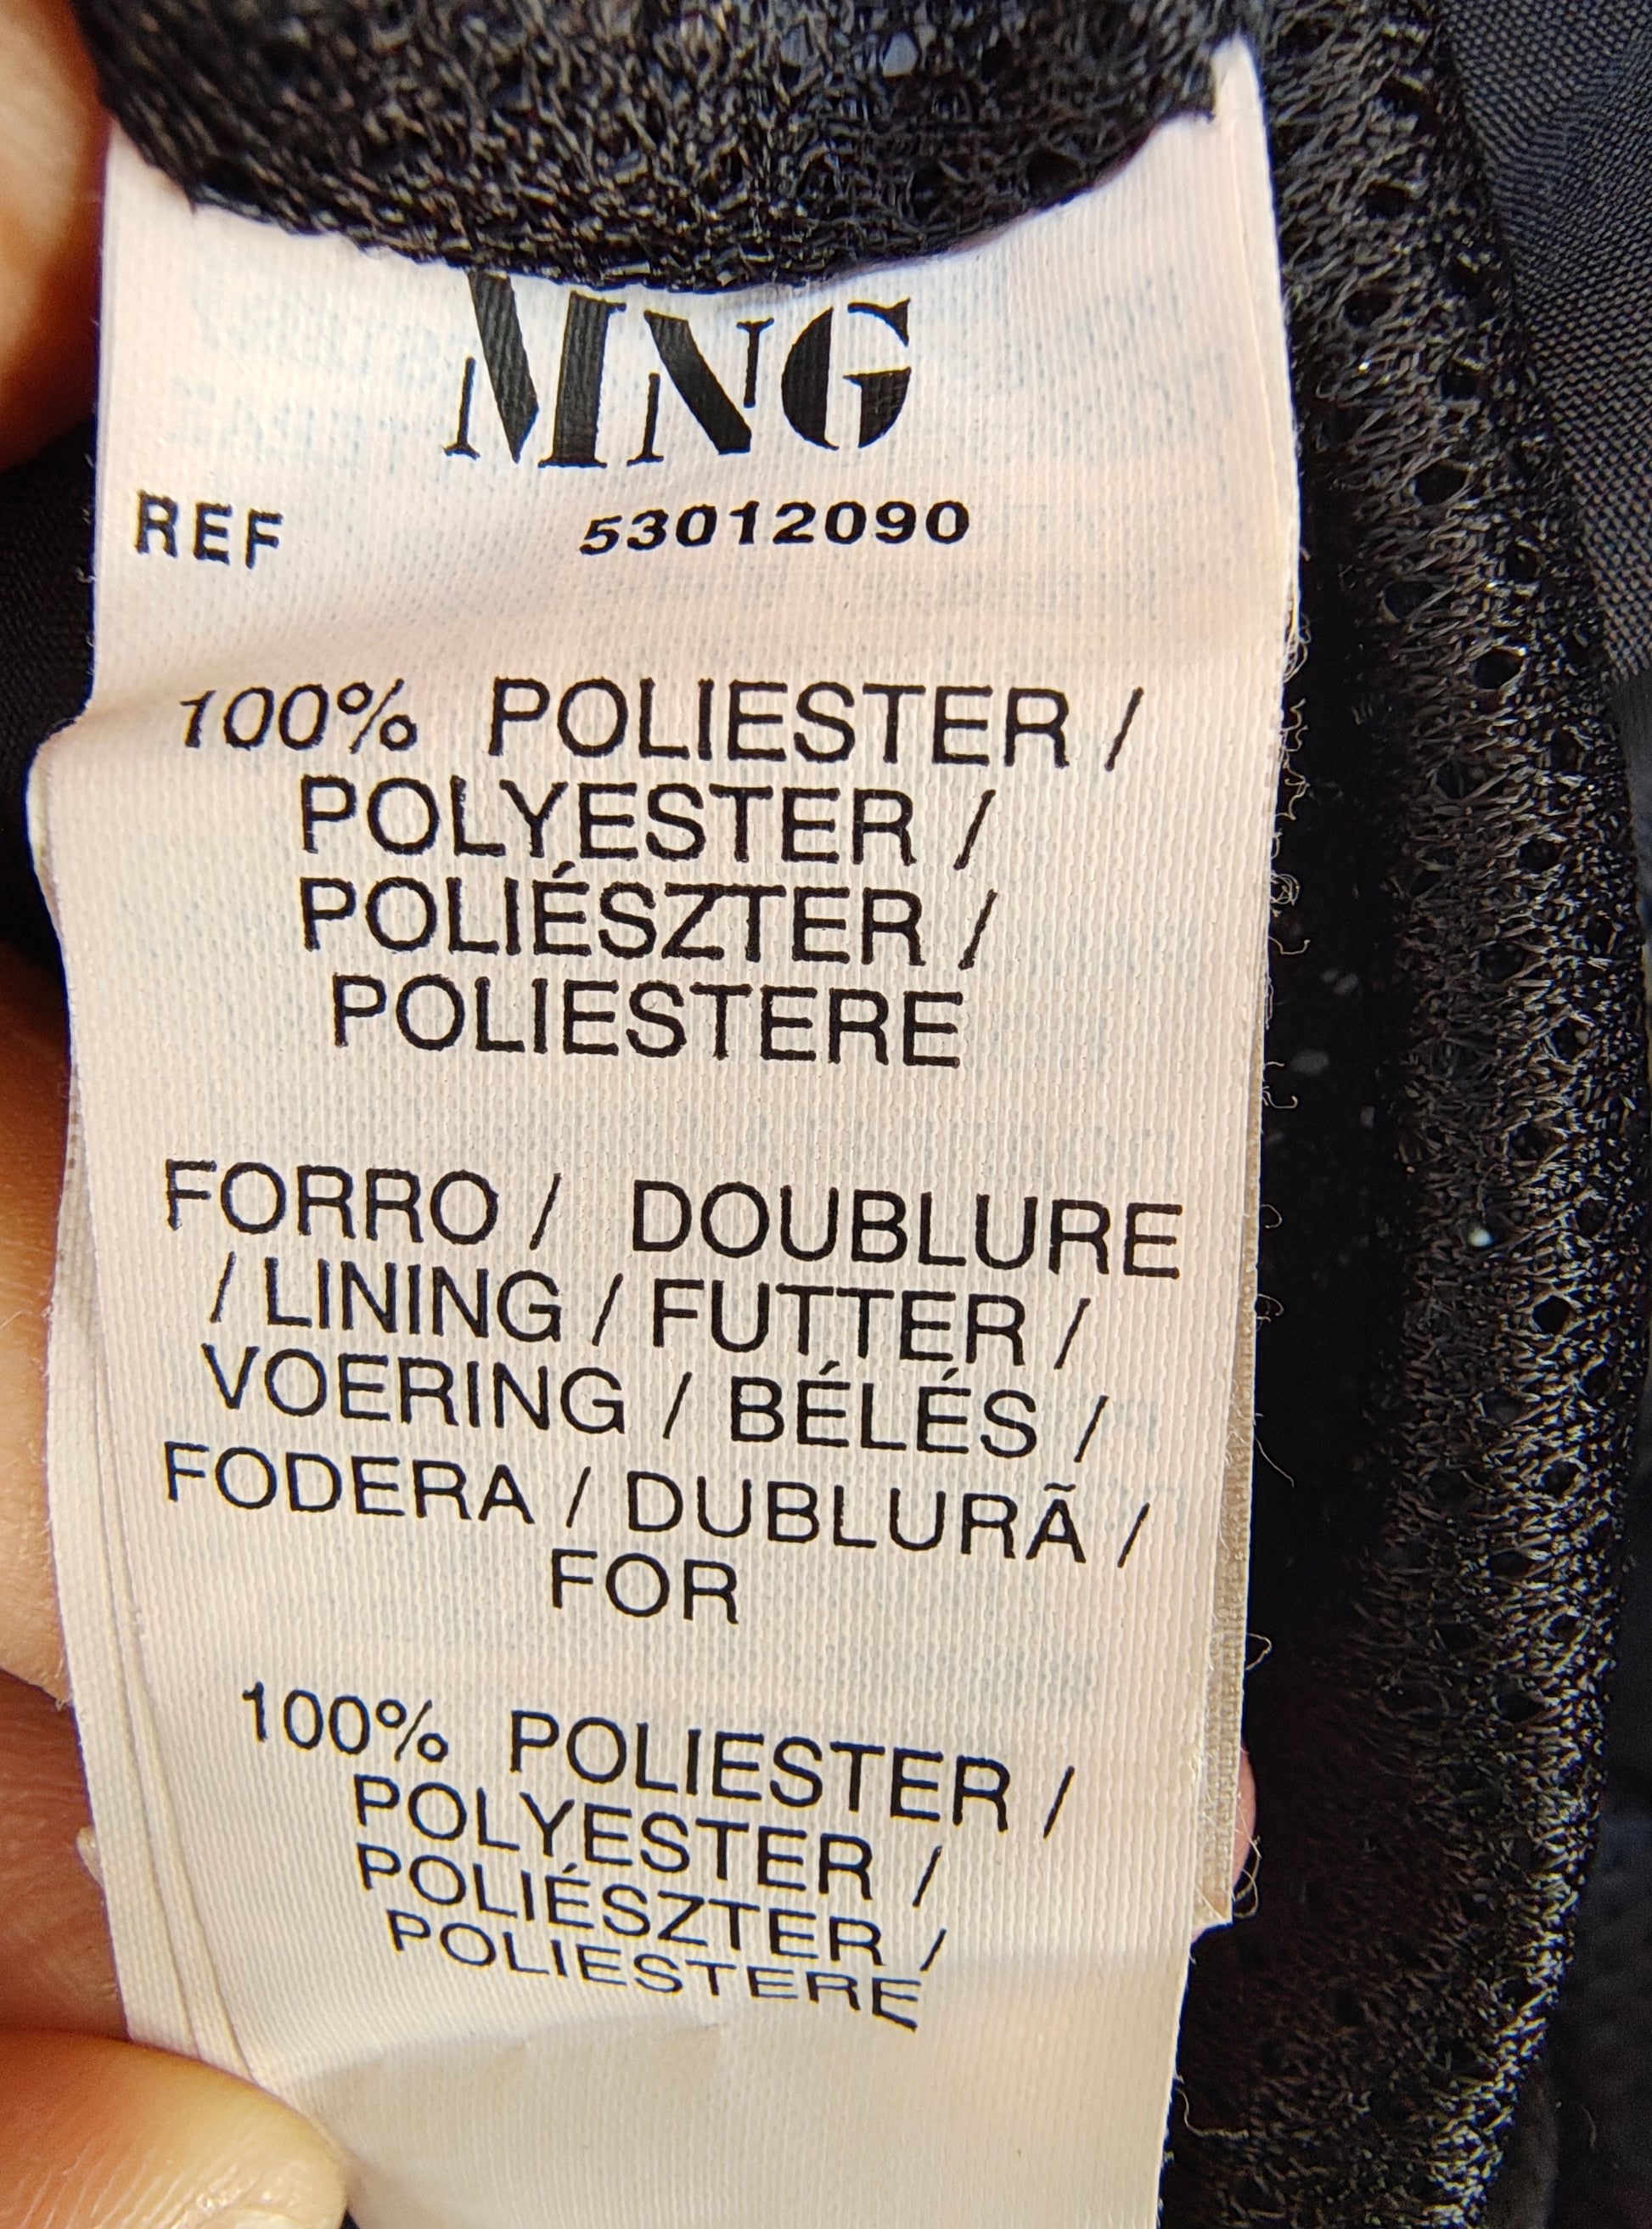 MNG
REF 53012090
100% POLIESTER /
POLYESTER /
POLIÉSZTER /
POLIESTERE
FORRO / DOUBLURE
/ LINING / FUTTER /
VOERING / BÉLÉS /
FODERA / DUBLURÃ /
FOR
100% POLIESTER /
POLYESTER /
POLIÉSZTER /
POLIESTERE